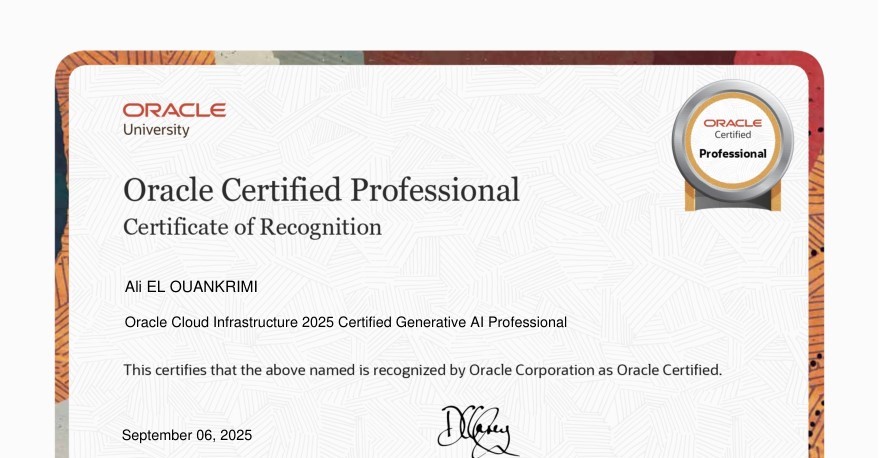 ORACLE
University
ORACLE
Certified
Professional
Oracle Certified Professional
Certificate of Recognition
Ali EL OUANKRIMI
Oracle Cloud Infrastructure 2025 Certified Generative AI Professional
This certifies that the above named is recognized by Oracle Corporation as Oracle Certified.
September 06, 2025